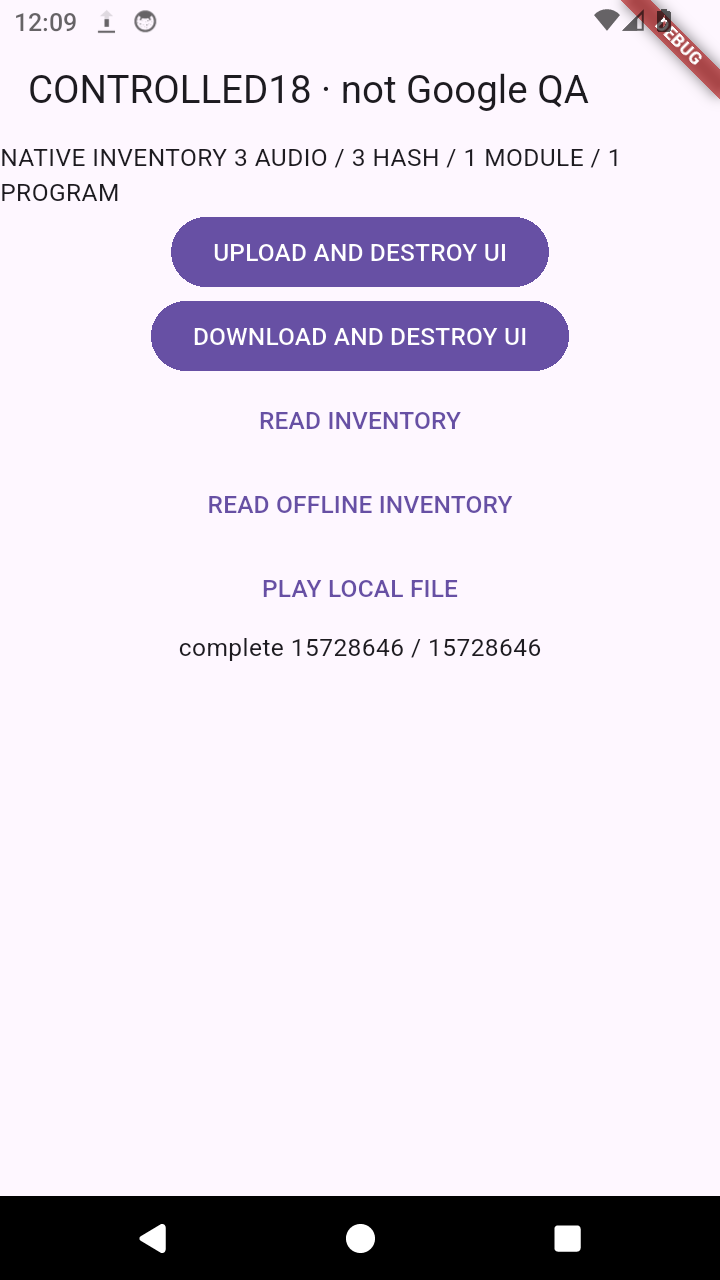 12:09
DEBUG
CONTROLLED18 · not Google QA
NATIVE INVENTORY 3 AUDIO / 3 HASH / 1 MODULE / 1
PROGRAM
UPLOAD AND DESTROY UI
DOWNLOAD AND DESTROY UI
READ INVENTORY
READ OFFLINE INVENTORY
PLAY LOCAL FILE
complete 15728646 / 15728646